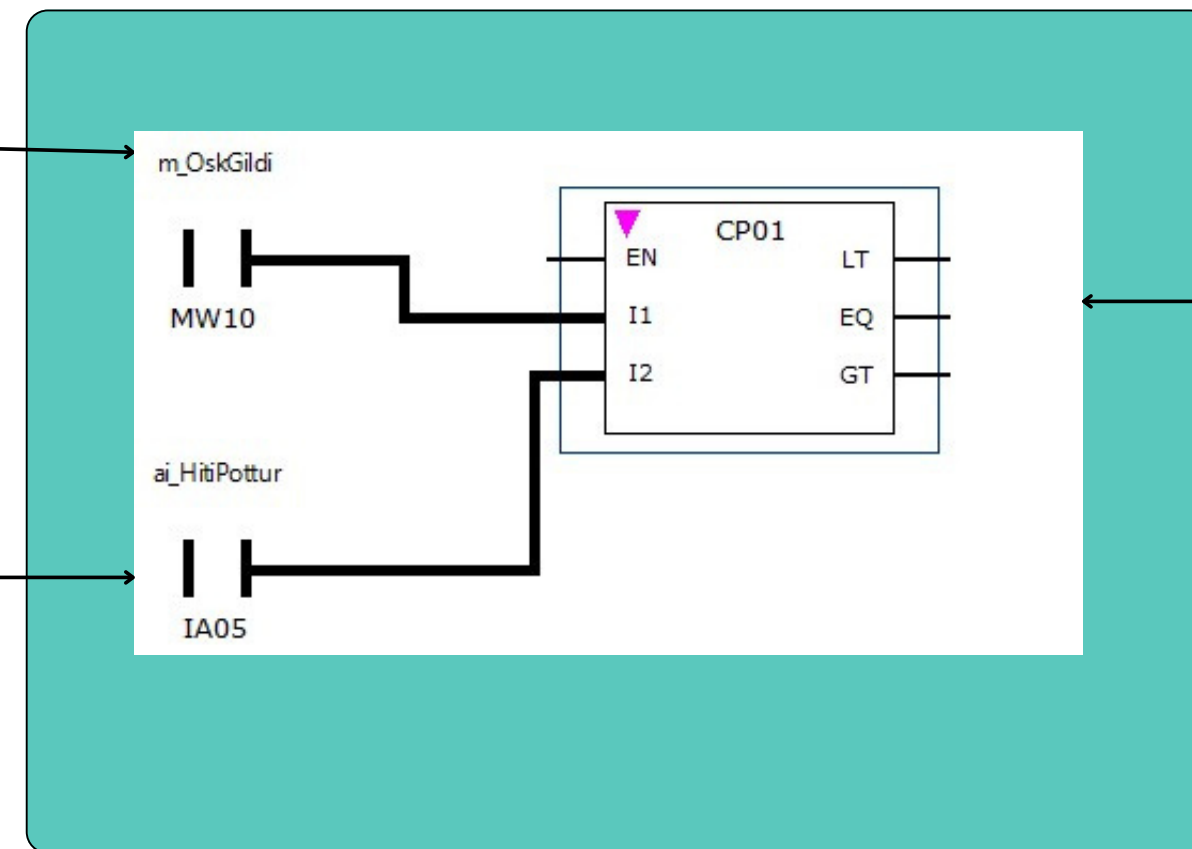 m_OskGildi
MW10
CP01
EN
LT
I1
EQ
I2
GT
ai_HitiPottur
IA05